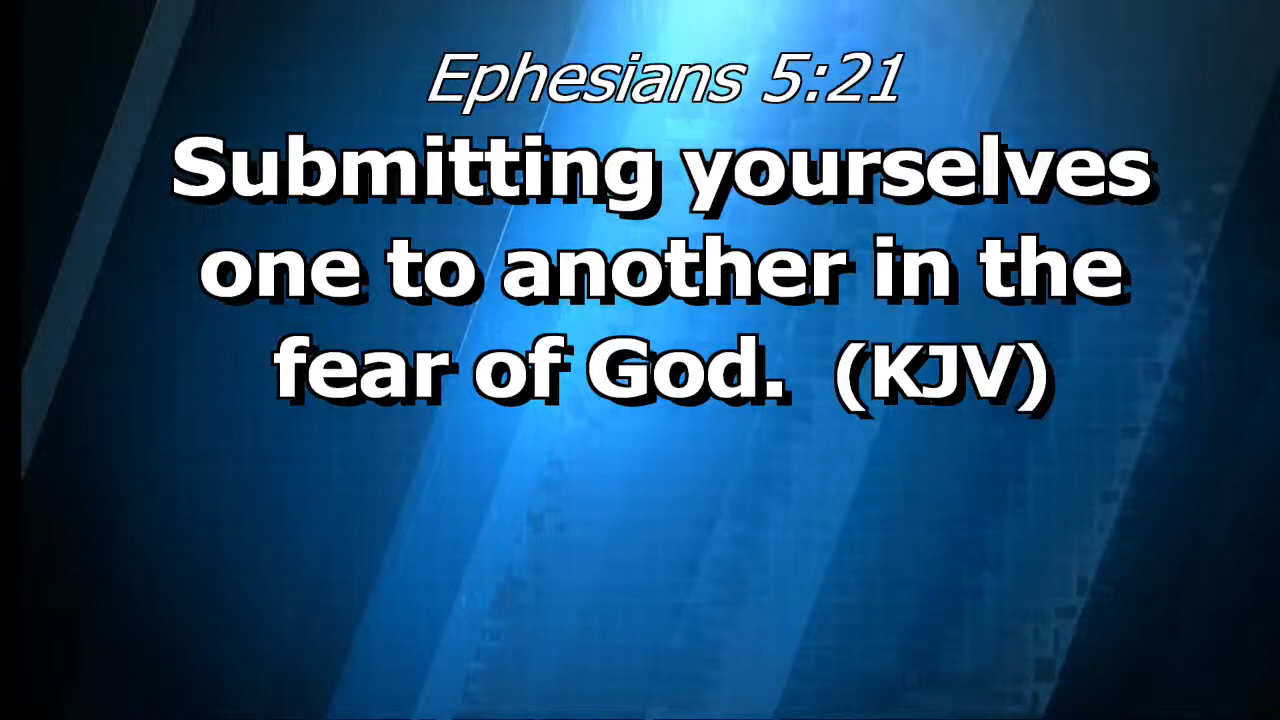 Ephesians 5:21
Submitting yourselves
one to another in the
fear of God. (KJV)